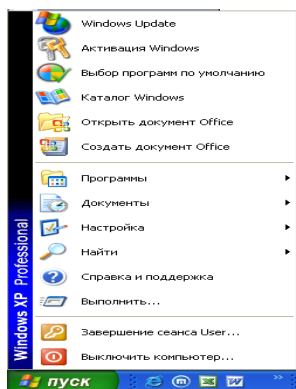 Windows Update
Активация Windows
Выбор программ по умолчанию
Каталог Windows
Открыть документ Office
Создать документ Office
Программы
Документы
Настройка
Найти
Справка и поддержка
Выполнить...
Завершение сеанса User...
Выключить компьютер...
Windows XP Professional
пуск